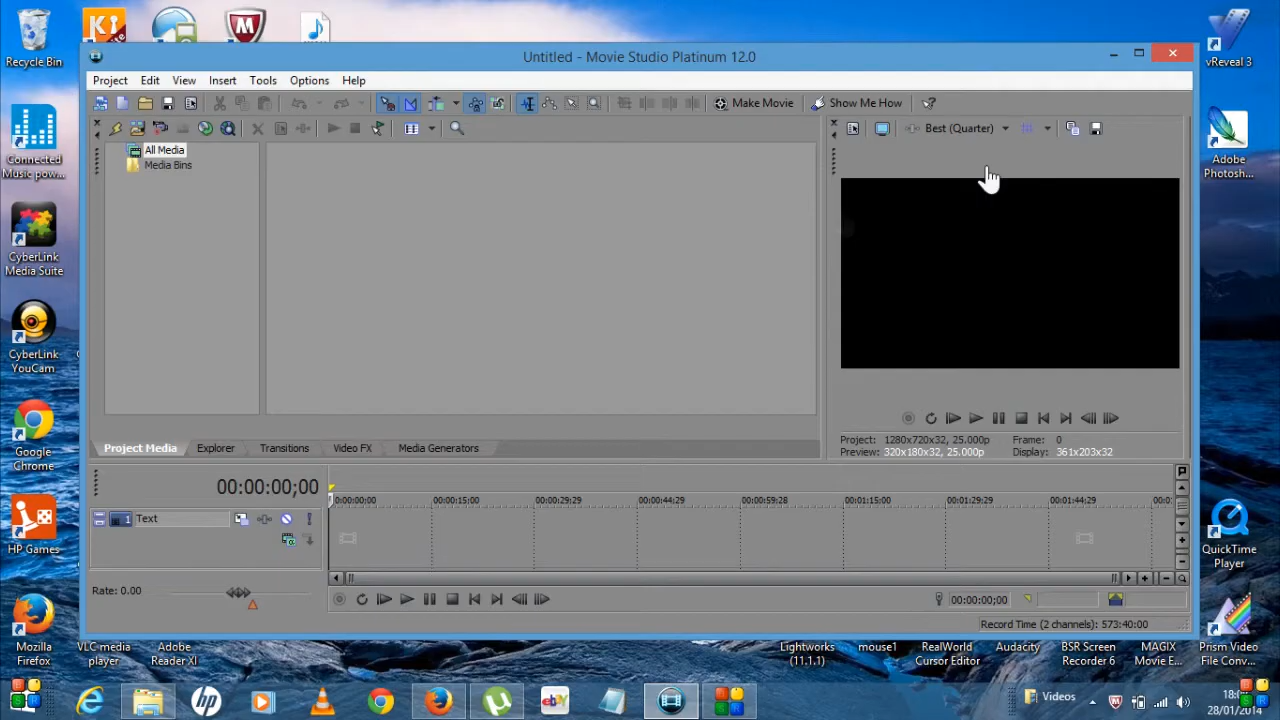 Untitled - Movie Studio Platinum 12.0
Project Edit View Insert Tools Options Help
Make Movie Show Me How
Best (Quarter)
All Media
Media Bins
Project: 1280x720x32, 25.000p Frame: 0
Preview: 320x180x32, 25.000p Display: 361x203x32
Project Media Explorer Transitions Video FX Media Generators
00:00:00;00
0:00:00;00 00:00:15:00 00:00:29;29 00:00:44;29 00:00:59:28 00:01:15:00 00:01:29;29 00:01:44;29 00:0
1 Text
Rate: 0.00
00:00:00;00
Record Time (2 channels): 573:40:00
Recycle Bin
Connected
Music pow...
CyberLink
Media Suite
CyberLink
YouCam
Google
Chrome
HP Games
Mozilla
Firefox
VLC media
player
Adobe
Reader XI
vReveal 3
Adobe
Photosh...
QuickTime
Player
Lightworks
(11.1.1)
mouse1
RealWorld
Cursor Editor
Audacity
BSR Screen
Recorder 6
MAGIX
Movie E...
Prism Video
File Conv...
Videos
18:0
28/01/2014